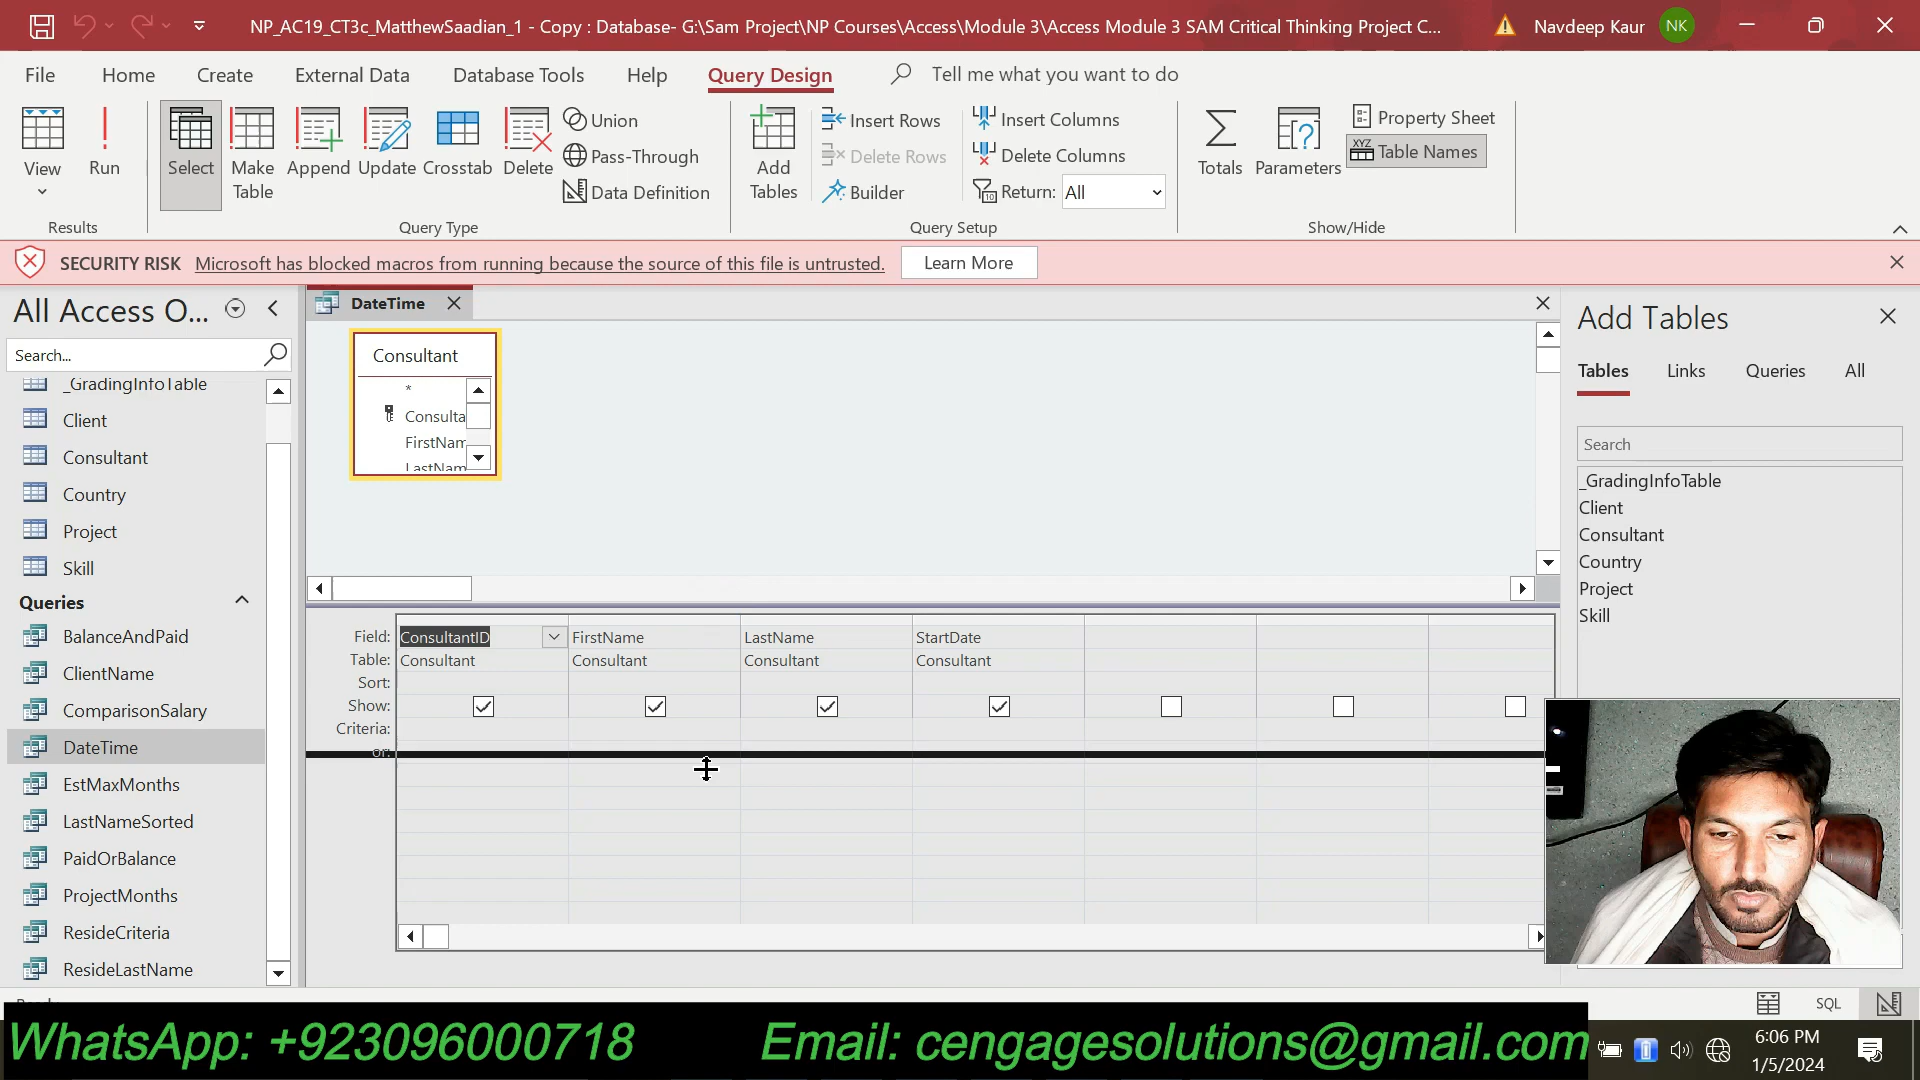 NP_AC19_CT3c_MatthewSaadian_1 - Copy : Database- G:\Sam Project\NP Courses\Access\Module 3\Access Module 3 SAM Critical Thinking Project C...
Navdeep Kaur NK
File Home Create External Data Database Tools Help Query Design Tell me what you want to do
View
Run
Results
Select
Make Table
Append
Update
Crosstab
Delete
Union
Pass-Through
Data Definition
Query Type
Add Tables
Insert Rows
Delete Rows
Builder
Insert Columns
Delete Columns
Return: All
Query Setup
Totals
Parameters
Property Sheet
Table Names
Show/Hide
SECURITY RISK Microsoft has blocked macros from running because the source of this file is untrusted. Learn More
All Access O...
Search...
_GradingInfoTable
Client
Consultant
Country
Project
Skill
Queries
BalanceAndPaid
ClientName
ComparisonSalary
DateTime
EstMaxMonths
LastNameSorted
PaidOrBalance
ProjectMonths
ResideCriteria
ResideLastName
DateTime
Consultant
*
Consulta
FirstNam
LastNam
Field: ConsultantID FirstName LastName StartDate
Table: Consultant Consultant Consultant Consultant
Sort:
Show:
Criteria:
or:
Add Tables
Tables Links Queries All
Search
_GradingInfoTable
Client
Consultant
Country
Project
Skill
SQL
WhatsApp: +923096000718 Email: cengagesolutions@gmail.com
6:06 PM
1/5/2024